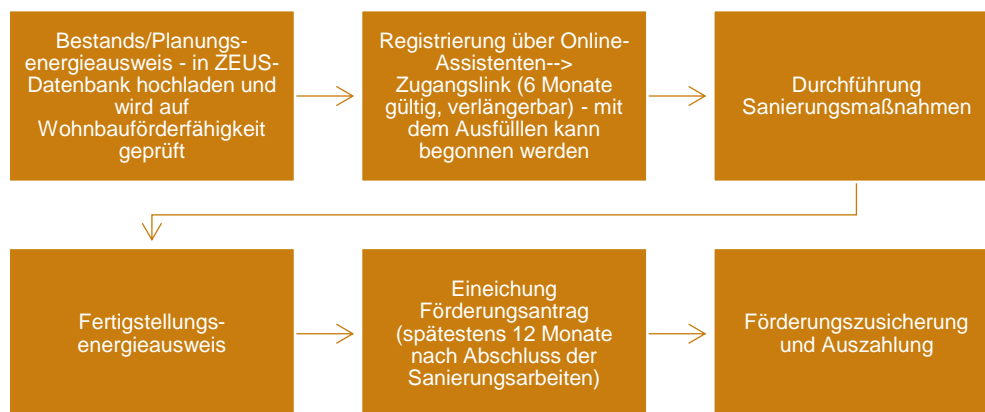 Bestands/Planungs-
energieausweis - in ZEUS-
Datenbank hochladen und
wird auf
Wohnbauförderfähigkeit
geprüft
Registrierung über Online-
Assistenten-->
Zugangslink (6 Monate
gültig, verlängerbar) - mit
dem Ausfülllen kann
begonnen werden
Durchführung
Sanierungsmaßnahmen
Fertigstellungs-
energieausweis
Eineichung
Förderungsantrag
(spätestens 12 Monate
nach Abschluss der
Sanierungsarbeiten)
Förderungszusicherung
und Auszahlung